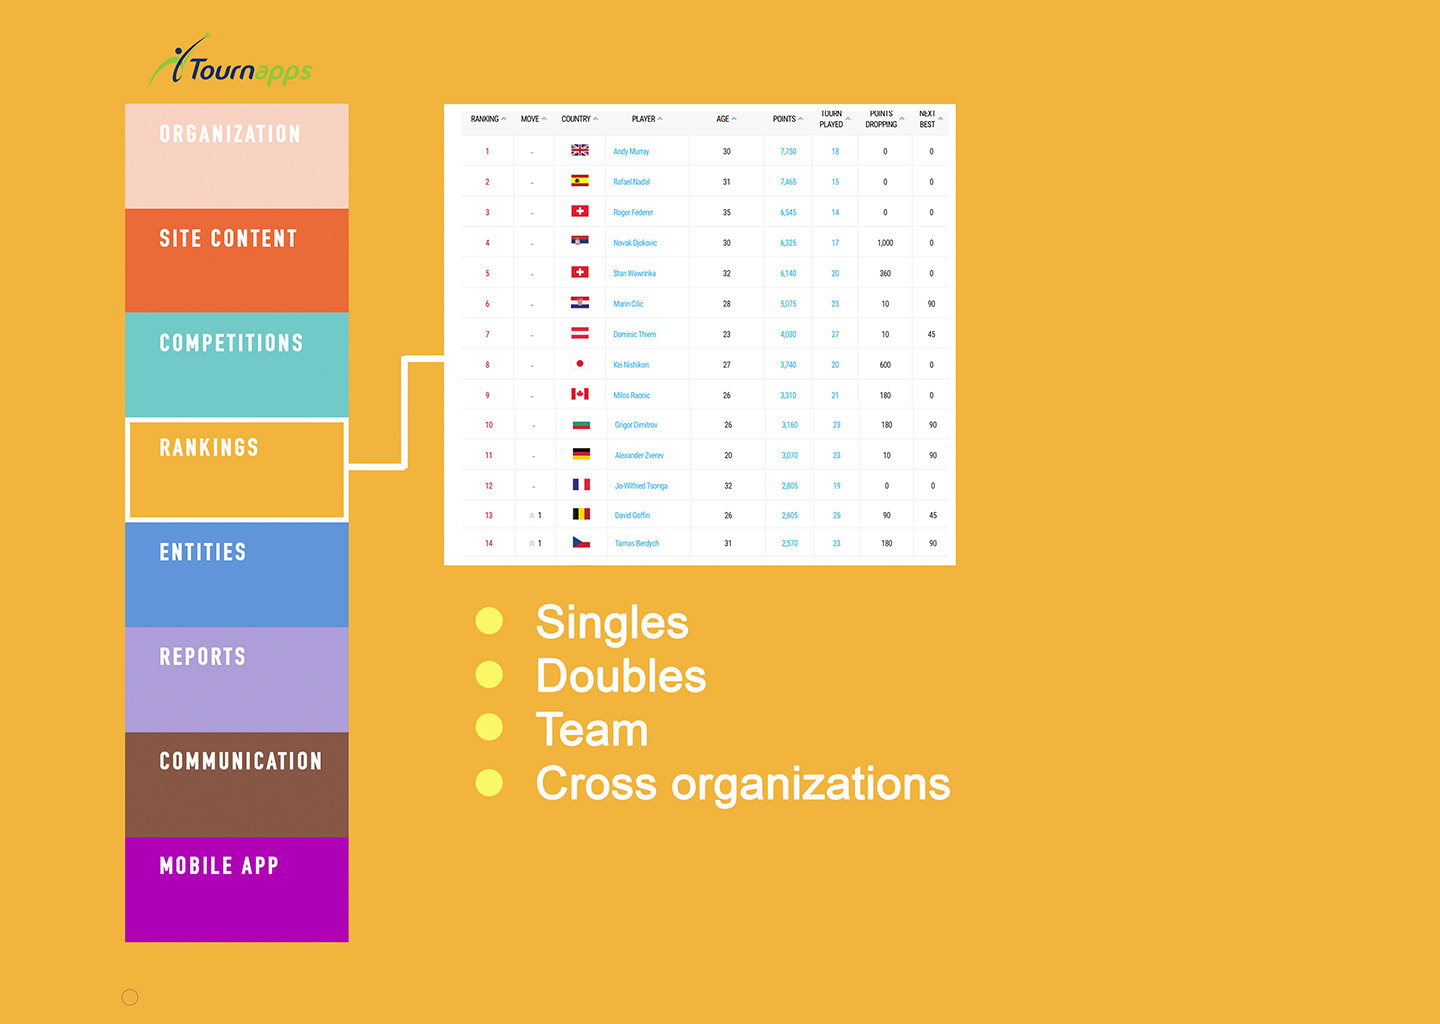 Tournapps
ORGANIZATION
SITE CONTENT
COMPETITIONS
RANKINGS
ENTITIES
REPORTS
COMMUNICATION
MOBILE APP
RANKING MOVE COUNTRY PLAYER AGE POINTS TOURN PLAYED POINTS DROPPING NEXT BEST
1 - Andy Murray 30 7,750 18 0 0
2 - Rafael Nadal 31 7,465 15 0 0
3 - Roger Federer 35 6,545 14 0 0
4 - Novak Djokovic 30 6,325 17 1,000 0
5 - Stan Wawrinka 32 6,140 20 360 0
6 - Marin Cilic 28 5,075 23 10 90
7 - Dominic Thiem 23 4,030 27 10 45
8 - Kei Nishikori 27 3,740 20 600 0
9 - Milos Raonic 26 3,310 21 180 0
10 - Grigor Dimitrov 26 3,160 23 180 90
11 - Alexander Zverev 20 3,070 23 10 90
12 - Jo-Wilfried Tsonga 32 2,805 19 0 0
13 1 David Goffin 26 2,605 25 90 45
14 1 Tomas Berdych 31 2,570 23 180 90
Singles
Doubles
Team
Cross organizations